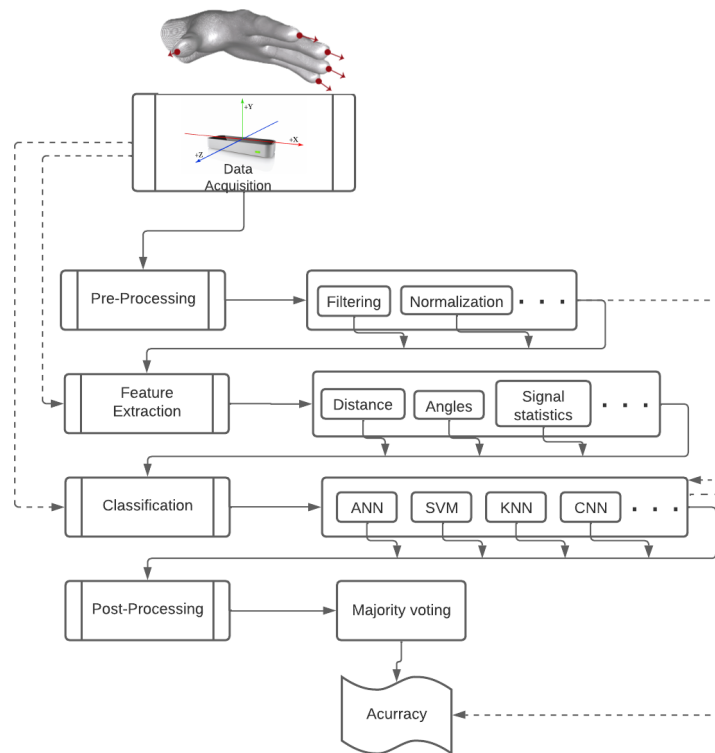 +Y
+X
+Z
Data
Acquisition
Pre-Processing
Filtering
Normalization
. . .
Feature
Extraction
Distance
Angles
Signal
statistics
. . .
Classification
ANN
SVM
KNN
CNN
. . .
Post-Processing
Majority voting
Acurracy